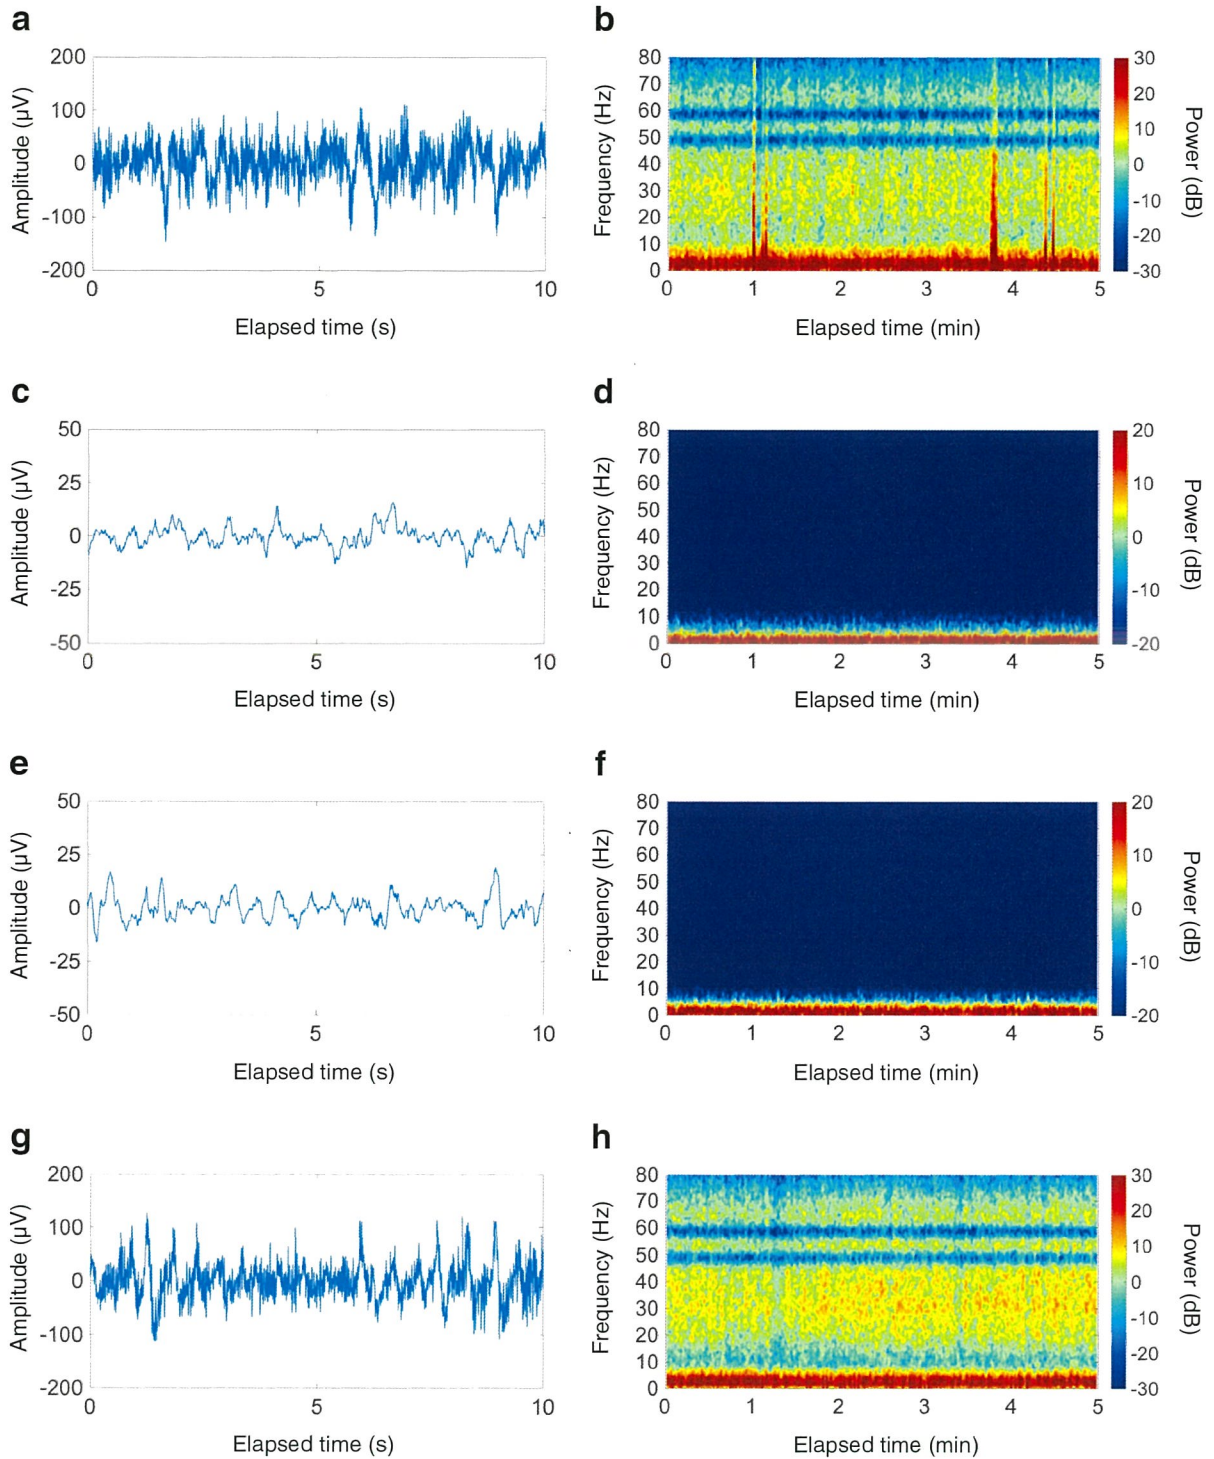 a
200
100
0
-100
-200
Amplitude (µV)
0 5 10
Elapsed time (s)
b
80
70
60
50
40
30
20
10
0
Frequency (Hz)
0 1 2 3 4 5
Elapsed time (min)
30
20
10
0
-10
-20
-30
Power (dB)
c
50
25
0
-25
-50
Amplitude (µV)
0 5 10
Elapsed time (s)
d
80
70
60
50
40
30
20
10
0
Frequency (Hz)
0 1 2 3 4 5
Elapsed time (min)
20
10
0
-10
-20
Power (dB)
e
50
25
0
-25
-50
Amplitude (µV)
0 5 10
Elapsed time (s)
f
80
70
60
50
40
30
20
10
0
Frequency (Hz)
0 1 2 3 4 5
Elapsed time (min)
20
10
0
-10
-20
Power (dB)
g
200
100
0
-100
-200
Amplitude (µV)
0 5 10
Elapsed time (s)
h
80
70
60
50
40
30
20
10
0
Frequency (Hz)
0 1 2 3 4 5
Elapsed time (min)
30
20
10
0
-10
-20
-30
Power (dB)